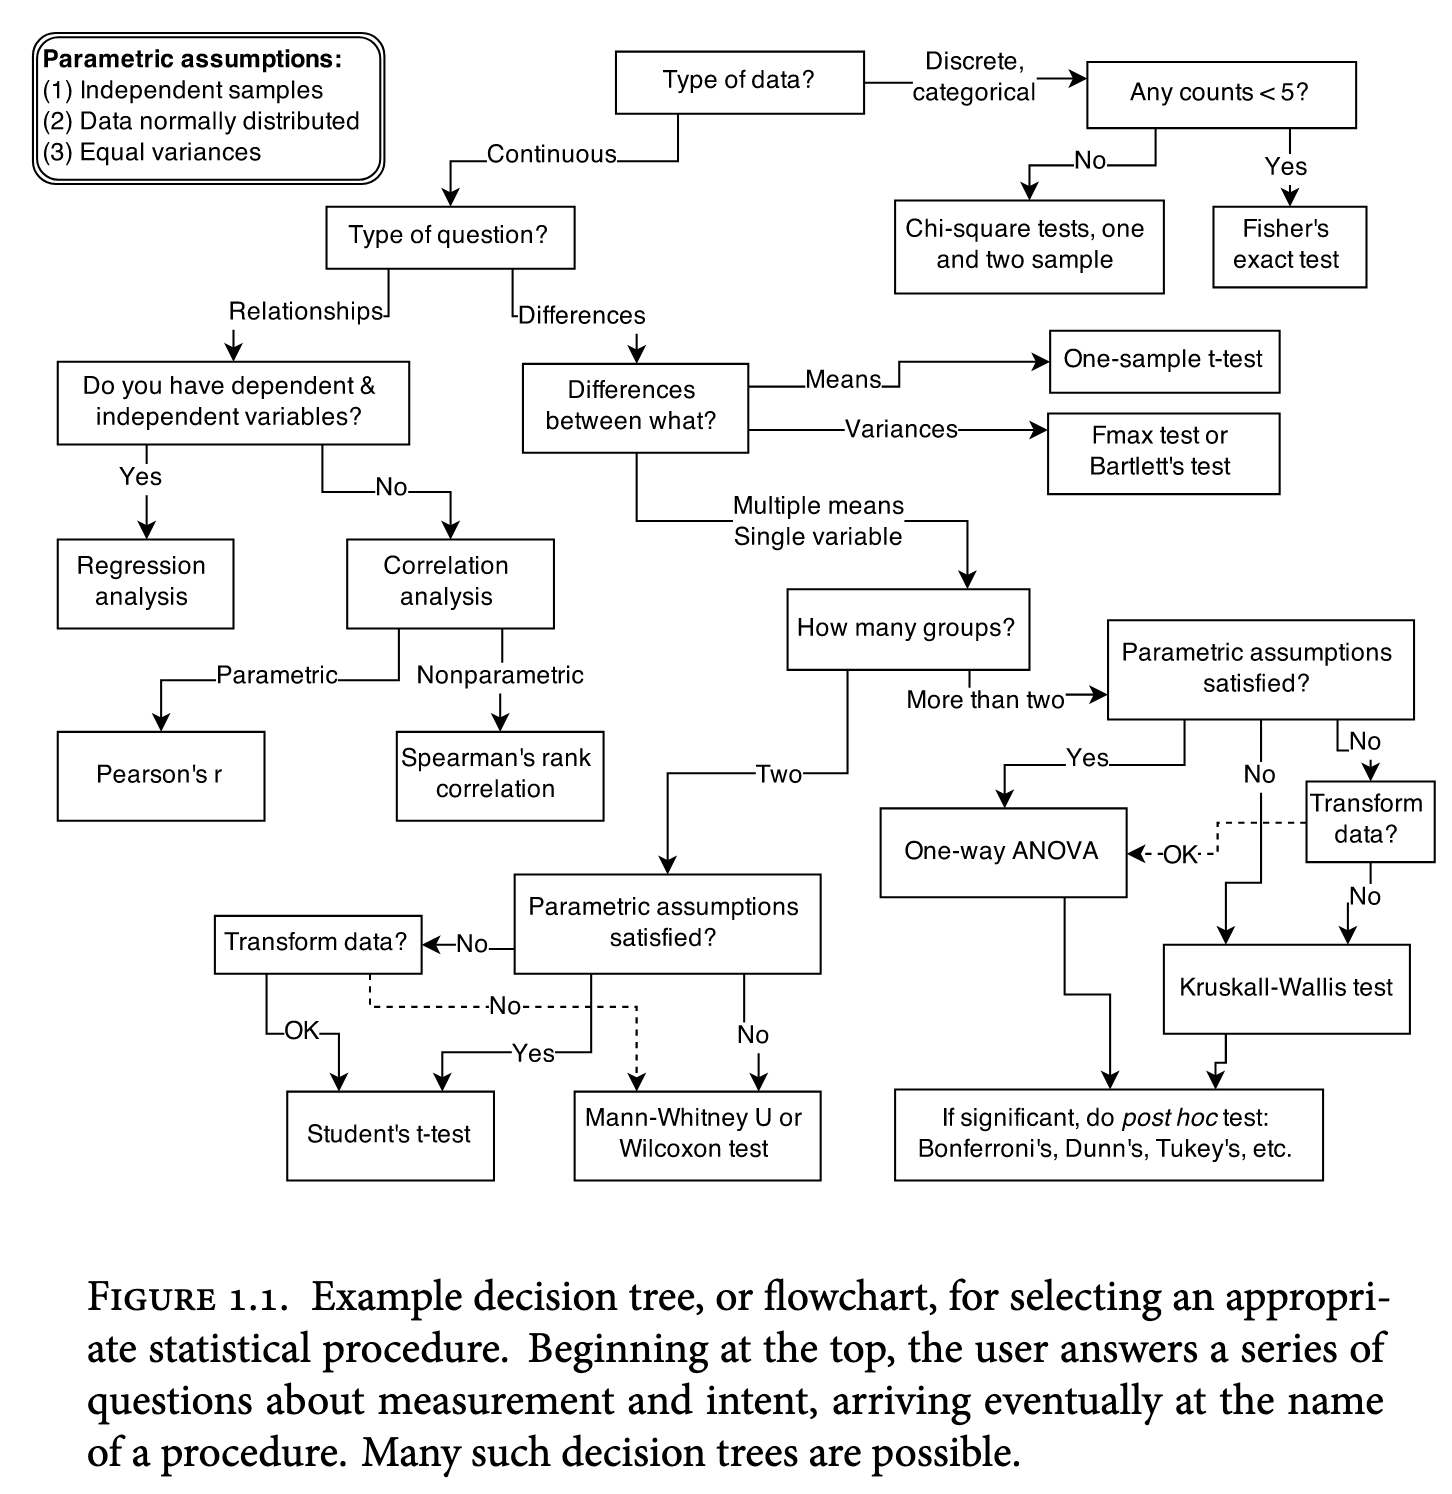 Parametric assumptions:
(1) Independent samples
(2) Data normally distributed
(3) Equal variances
Type of data?
Discrete,
categorical
Any counts < 5?
Continuous
No
Yes
Type of question?
Chi-square tests, one
and two sample
Fisher's
exact test
Relationships
Differences
Do you have dependent &
independent variables?
Differences
between what?
Means
One-sample t-test
Variances
Fmax test or
Bartlett's test
Yes
No
Multiple means
Single variable
Regression
analysis
Correlation
analysis
How many groups?
Parametric assumptions
satisfied?
Parametric
Nonparametric
More than two
Pearson's r
Spearman's rank
correlation
Two
Yes
No
No
Transform
data?
One-way ANOVA
OK
No
Parametric assumptions
satisfied?
Transform data?
No
Kruskall-Wallis test
No
OK
Yes
No
Student's t-test
Mann-Whitney U or
Wilcoxon test
If significant, do post hoc test:
Bonferroni's, Dunn's, Tukey's, etc.
Figure 1.1. Example decision tree, or flowchart, for selecting an appropri-
ate statistical procedure. Beginning at the top, the user answers a series of
questions about measurement and intent, arriving eventually at the name
of a procedure. Many such decision trees are possible.